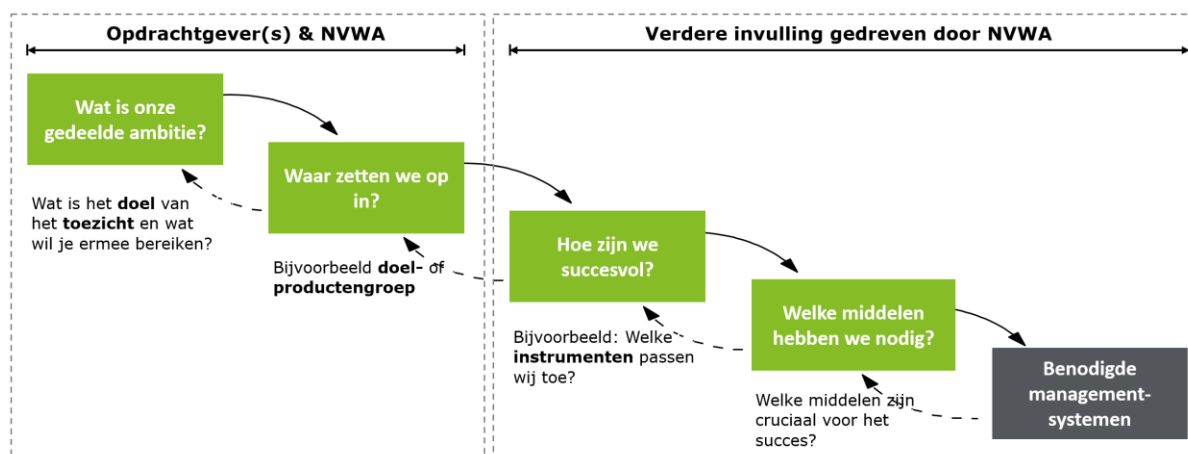 Opdrachtgever(s) & NVWA
Verdere invulling gedreven door NVWA
Wat is onze
gedeelde ambitie?
Wat is het doel van
het toezicht en wat
wil je ermee bereiken?
Waar zetten we op
in?
Bijvoorbeeld doel- of
productengroep
Hoe zijn we
succesvol?
Bijvoorbeeld: Welke
instrumenten passen
wij toe?
Welke middelen
hebben we nodig?
Welke middelen zijn
cruciaal voor het
succes?
Benodigde
management-
systemen